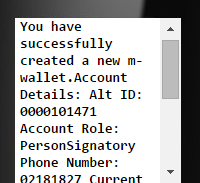 You have
successfully
created a new m-
wallet.Account
Details: Alt ID:
0000101471
Account Role:
PersonSignatory
Phone Number:
02181827 Current